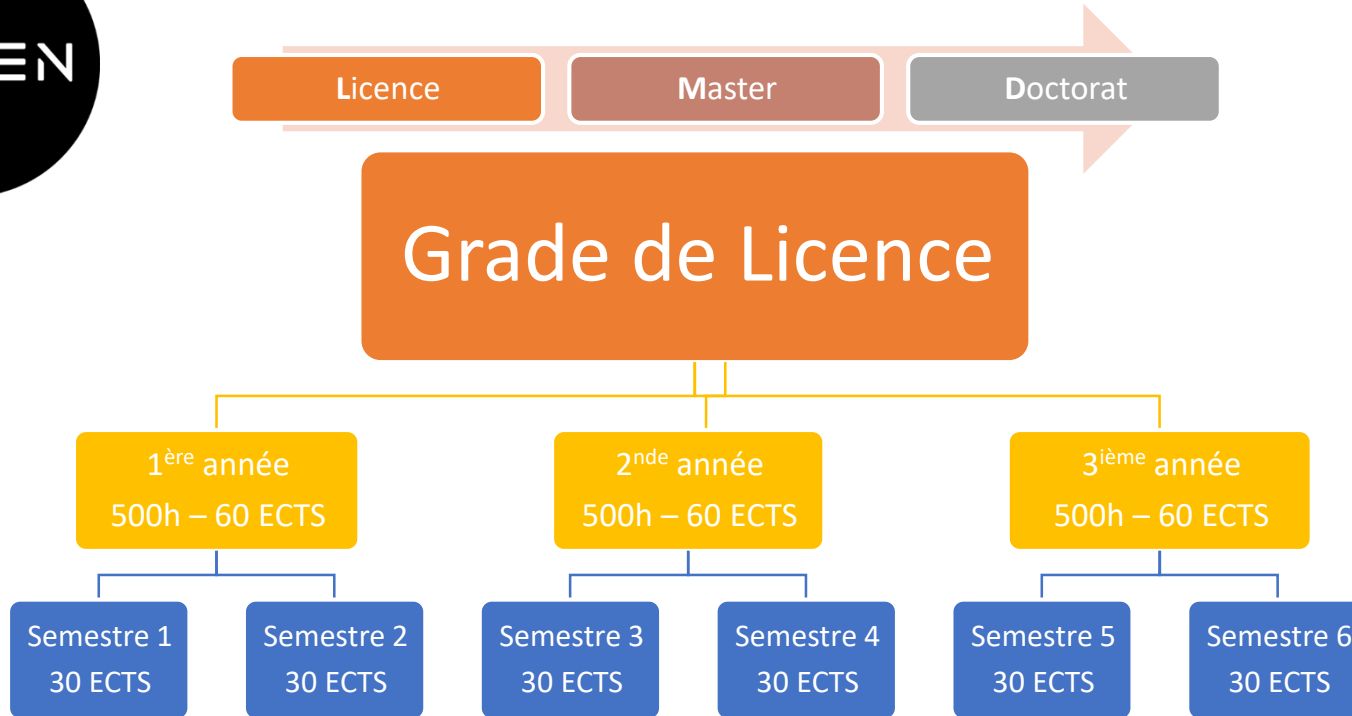 EN
Licence
Master
Doctorat
Grade de Licence
1ère année
500h – 60 ECTS
2nde année
500h – 60 ECTS
3ième année
500h – 60 ECTS
Semestre 1
30 ECTS
Semestre 2
30 ECTS
Semestre 3
30 ECTS
Semestre 4
30 ECTS
Semestre 5
30 ECTS
Semestre 6
30 ECTS